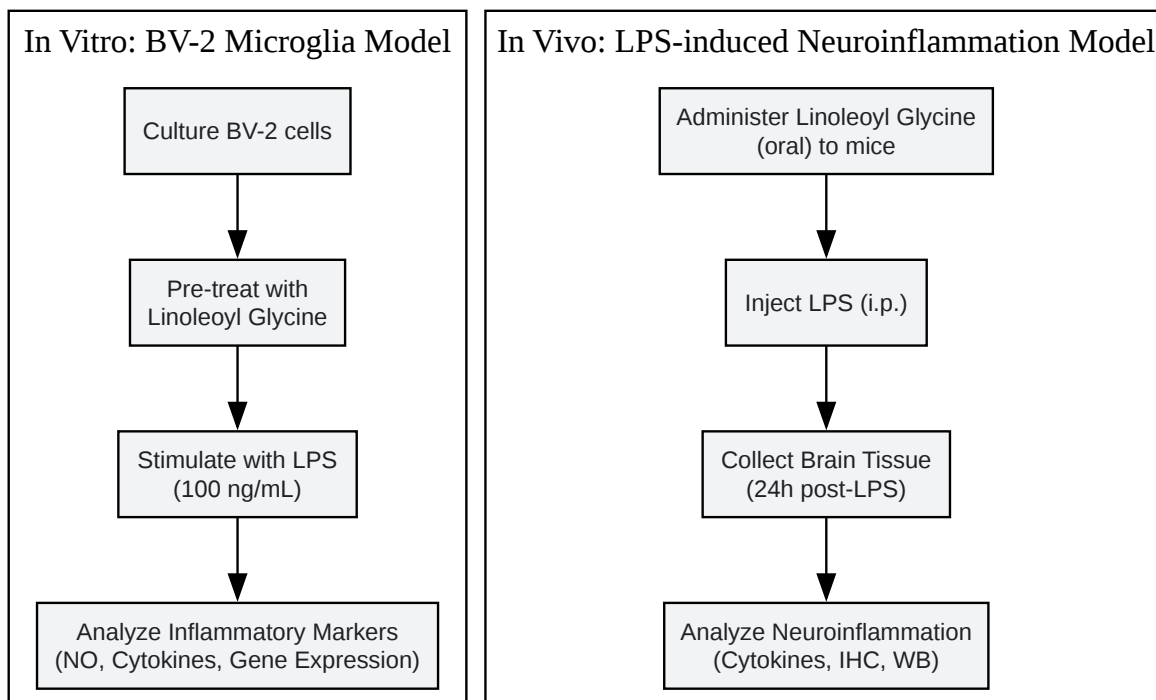 In Vitro: BV-2 Microglia Model
Culture BV-2 cells
Pre-treat with
Linoleoyl Glycine
Stimulate with LPS
(100 ng/mL)
Analyze Inflammatory Markers
(NO, Cytokines, Gene Expression)
In Vivo: LPS-induced Neuroinflammation Model
Administer Linoleoyl Glycine
(oral) to mice
Inject LPS (i.p.)
Collect Brain Tissue
(24h post-LPS)
Analyze Neuroinflammation
(Cytokines, IHC, WB)